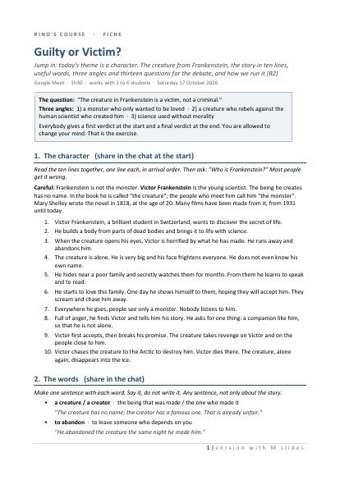 RINO'S COURSE · FICHE
Guilty or Victim?
Jump in: today's theme is a character. The creature from Frankenstein, the story in ten lines,
useful words, three angles and thirteen questions for the debate, and how we run it (B2)
Google Meet · 1h30 · works with 1 to 6 students · Saturday 17 October 2026
The question: "The creature in Frankenstein is a victim, not a criminal."
Three angles: 1) a monster who only wanted to be loved · 2) a creature who rebels against the
human scientist who created him · 3) science used without morality
Everybody gives a first verdict at the start and a final verdict at the end. You are allowed to
change your mind. That is the exercise.
1. The character (share in the chat at the start)
Read the ten lines together, one line each, in arrival order. Then ask: "Who is Frankenstein?" Most people
get it wrong.
Careful: Frankenstein is not the monster. Victor Frankenstein is the young scientist. The being he creates
has no name. In the book he is called "the creature"; the people who meet him call him "the monster".
Mary Shelley wrote the novel in 1818, at the age of 20. Many films have been made from it, from 1931
until today.
1. Victor Frankenstein, a brilliant student in Switzerland, wants to discover the secret of life.
2. He builds a body from parts of dead bodies and brings it to life with science.
3. When the creature opens his eyes, Victor is horrified by what he has made. He runs away and
abandons him.
4. The creature is alone. He is very big and his face frightens everyone. He does not even know his
own name.
5. He hides near a poor family and secretly watches them for months. From them he learns to speak
and to read.
6. He starts to love this family. One day he shows himself to them, hoping they will accept him. They
scream and chase him away.
7. Everywhere he goes, people see only a monster. Nobody listens to him.
8. Full of anger, he finds Victor and tells him his story. He asks for one thing: a companion like him,
so that he is not alone.
9. Victor first accepts, then breaks his promise. The creature takes revenge on Victor and on the
people close to him.
10. Victor chases the creature to the Arctic to destroy him. Victor dies there. The creature, alone
again, disappears into the ice.
2. The words (share in the chat)
Make one sentence with each word. Say it, do not write it. Any sentence, not only about the story.
• a creature / a creator · the being that was made / the one who made it
"The creature has no name; the creator has a famous one. That is already unfair."
• to abandon · to leave someone who depends on you
"He abandoned the creature the same night he made him."
1 | version with M slides